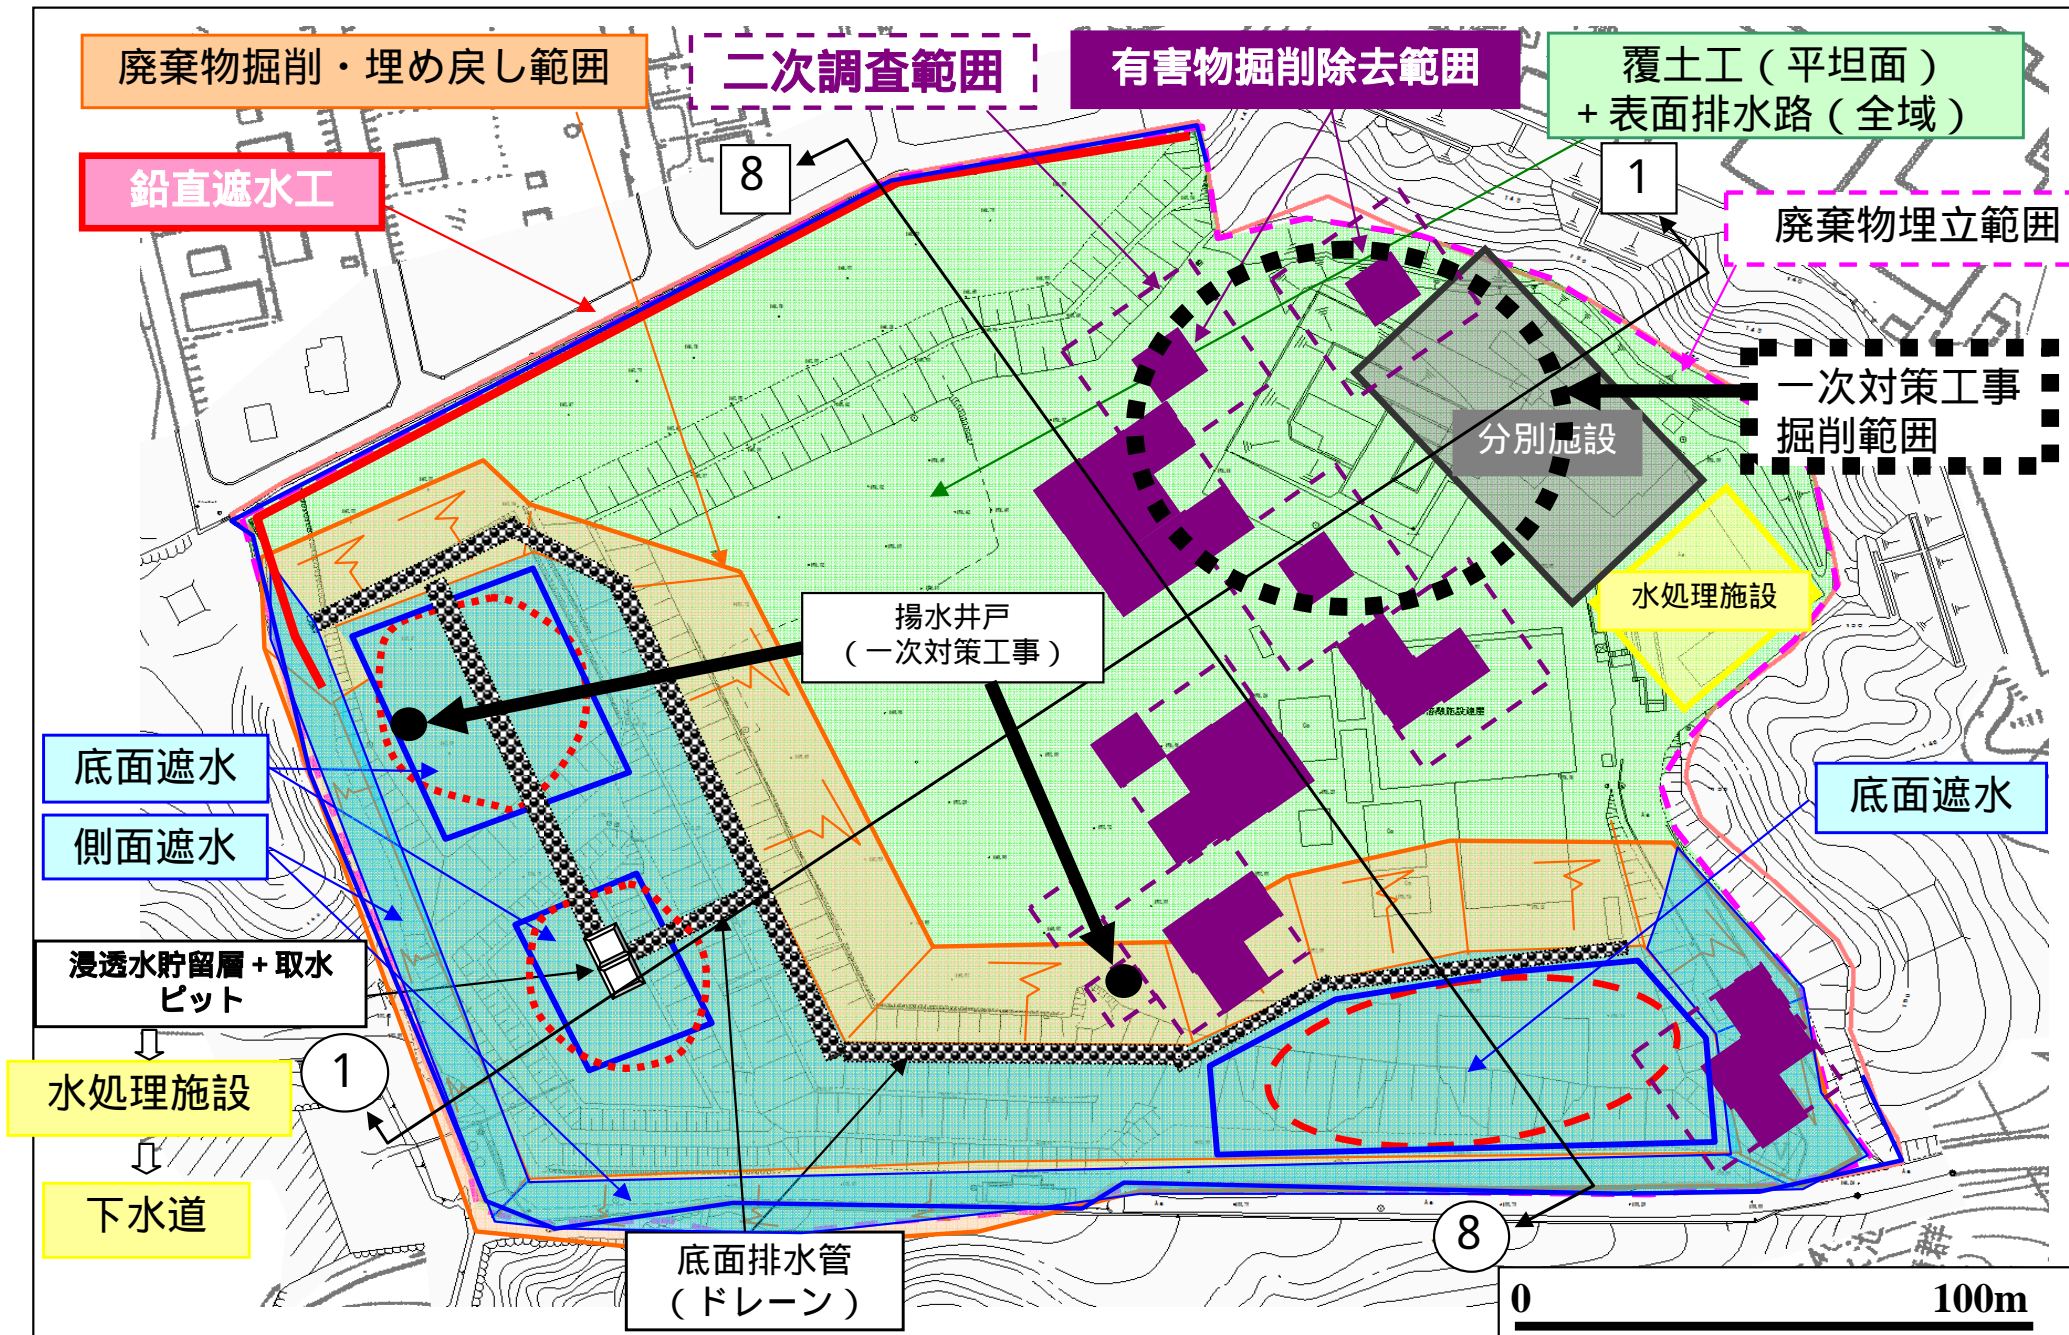 廃棄物掘削・埋め戻し範囲
二次調査範囲
有害物掘削除去範囲
覆土工（平坦面）
+表面排水路（全域）
鉛直遮水工
8
1
廃棄物埋立範囲
一次対策工事
掘削範囲
分別施設
水処理施設
揚水井戸
（一次対策工事）
底面遮水
側面遮水
底面遮水
浸透水貯留層+取水
ピット
水処理施設
下水道
1
8
底面排水管
（ドレーン）
0
100m